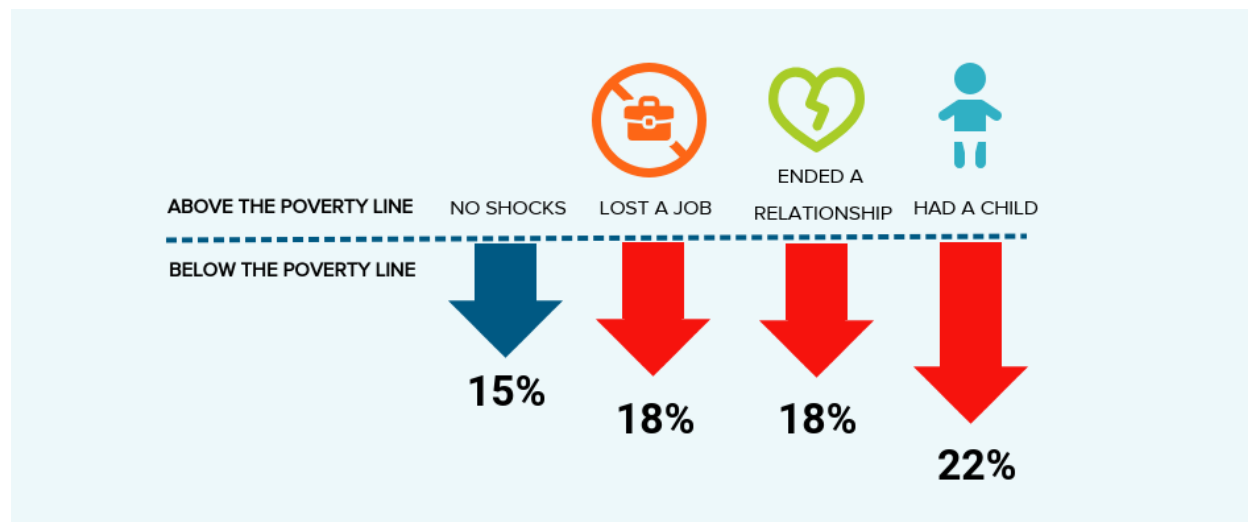 ENDED A
ABOVE THE POVERTY LINE NO SHOCKS LOST A JOB RELATIONSHIP HAD A CHILD
BELOW THE POVERTY LINE
15%
18% 18%
22%